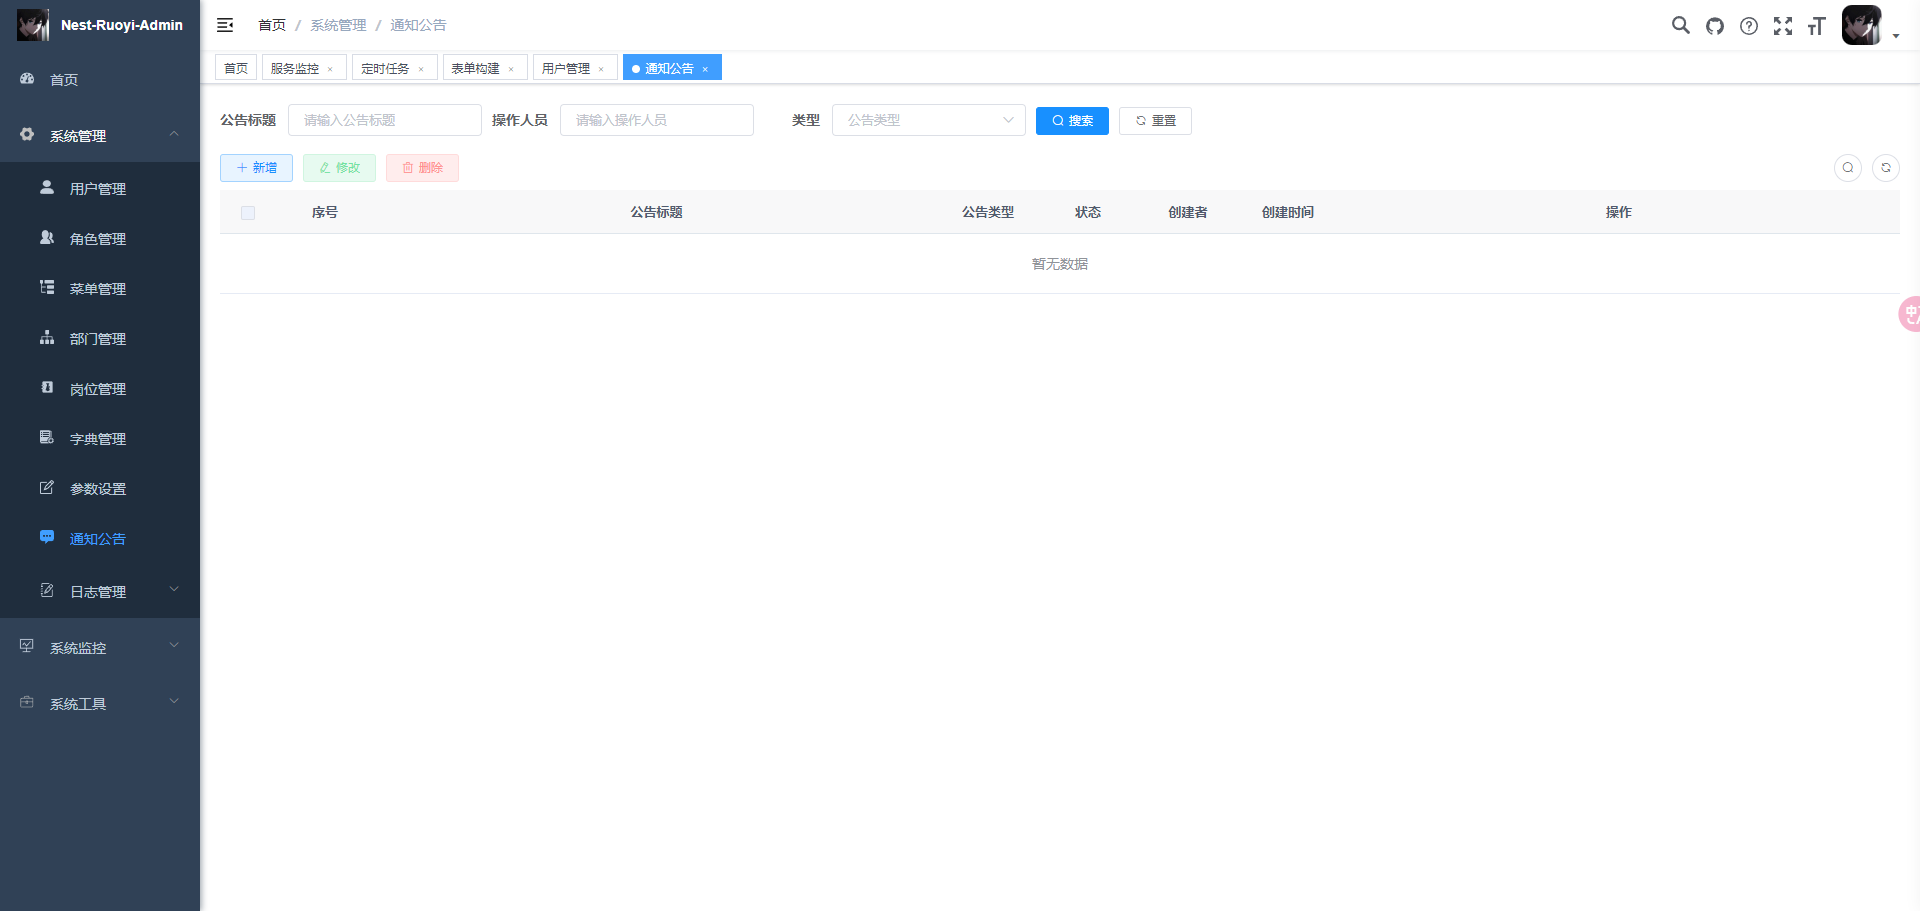 Nest-Ruoyi-Admin
首页
系统管理
用户管理
角色管理
菜单管理
部门管理
岗位管理
字典管理
参数设置
通知公告
日志管理
系统监控
系统工具
首页 / 系统管理 / 通知公告
首页 服务监控 × 定时任务 × 表单构建 × 用户管理 × 通知公告 ×
公告标题 请输入公告标题 操作人员 请输入操作人员 类型 公告类型 搜索 重置
新增 修改 删除
序号 公告标题 公告类型 状态 创建者 创建时间 操作
暂无数据
中